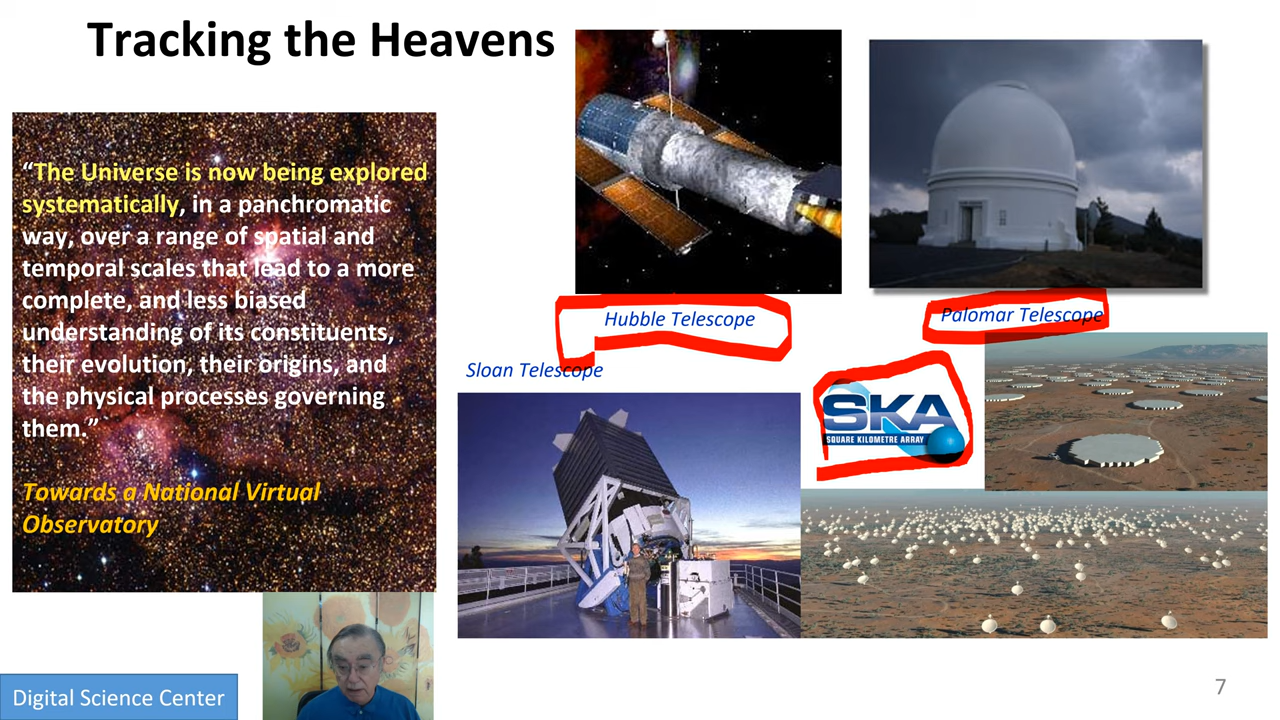 Tracking the Heavens
“The Universe is now being explored
systematically, in a panchromatic
way, over a range of spatial and
temporal scales that lead to a more
complete, and less biased
understanding of its constituents,
their evolution, their origins, and
the physical processes governing
them.”
Towards a National Virtual
Observatory
Hubble Telescope
Palomar Telescope
Sloan Telescope
SKA
SQUARE KILOMETRE ARRAY
Digital Science Center
7